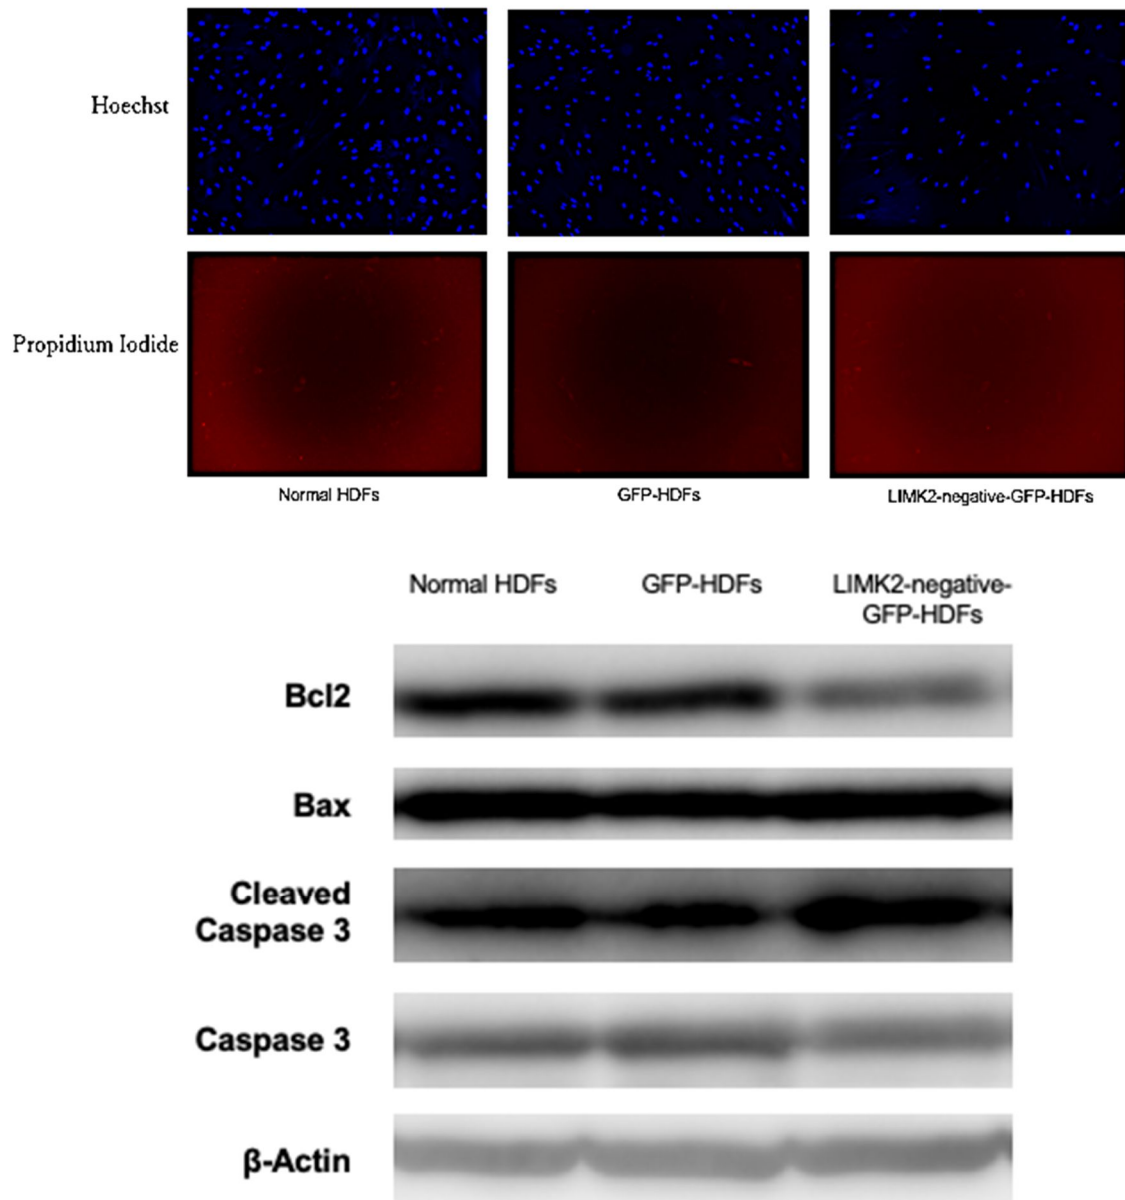 Hoechst
Propidium Iodide
Normal HDFs GFP-HDFs LIMK2-negative-GFP-HDFs
Normal HDFs GFP-HDFs LIMK2-negative-
GFP-HDFs
Bcl2
Bax
Cleaved
Caspase 3
Caspase 3
β-Actin